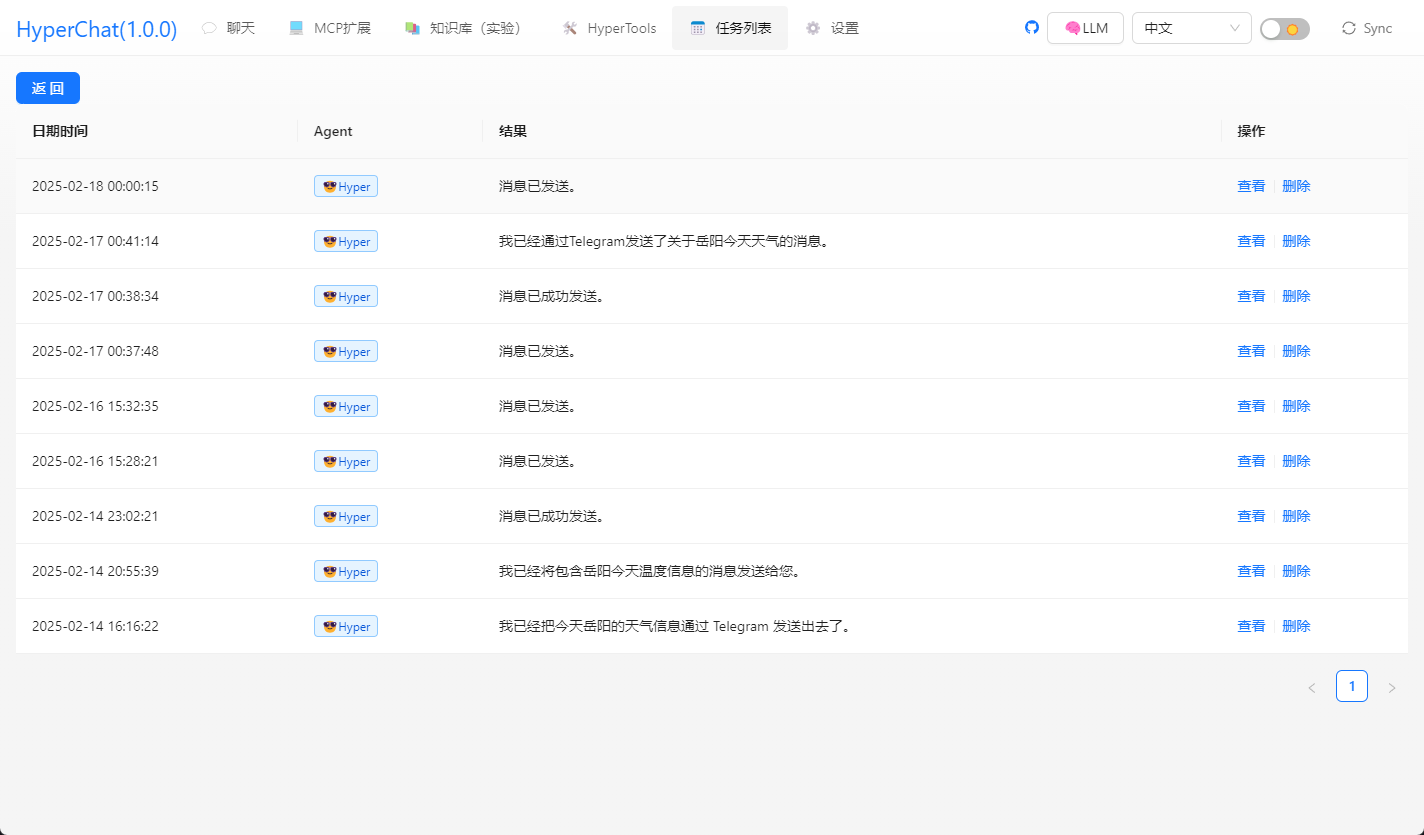 HyperChat(1.0.0) 聊天 MCP扩展 知识库（实验） HyperTools 任务列表 设置 LLM 中文 Sync
返回
日期时间 Agent 结果 操作
2025-02-18 00:00:15 Hyper 消息已发送。 查看 删除
2025-02-17 00:41:14 Hyper 我已经通过Telegram发送了关于岳阳今天天气的消息。 查看 删除
2025-02-17 00:38:34 Hyper 消息已成功发送。 查看 删除
2025-02-17 00:37:48 Hyper 消息已发送。 查看 删除
2025-02-16 15:32:35 Hyper 消息已发送。 查看 删除
2025-02-16 15:28:21 Hyper 消息已发送。 查看 删除
2025-02-14 23:02:21 Hyper 消息已成功发送。 查看 删除
2025-02-14 20:55:39 Hyper 我已经将包含岳阳今天温度信息的消息发送给您。 查看 删除
2025-02-14 16:16:22 Hyper 我已经把今天岳阳的天气信息通过 Telegram 发送出去了。 查看 删除
1